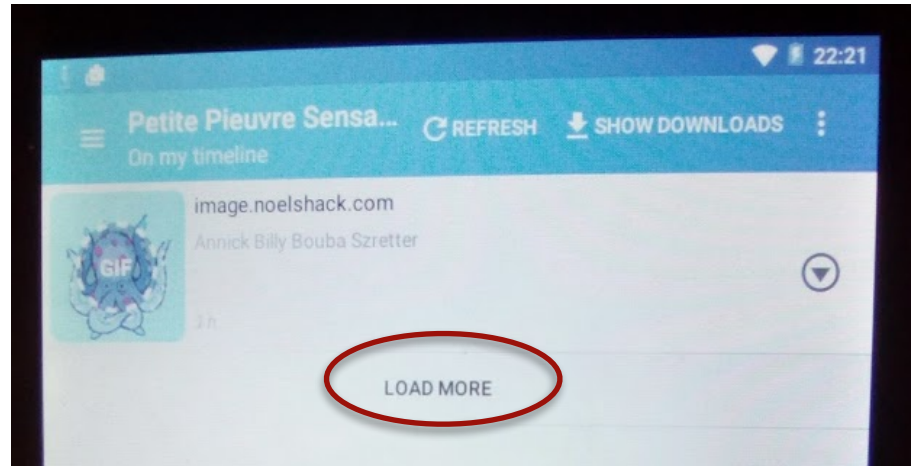 22:21
Petite Pieuvre Sensa...
REFRESH
SHOW DOWNLOADS
On my timeline
image.noelshack.com
Annick Billy Bouba Szretter
GIF
LOAD MORE